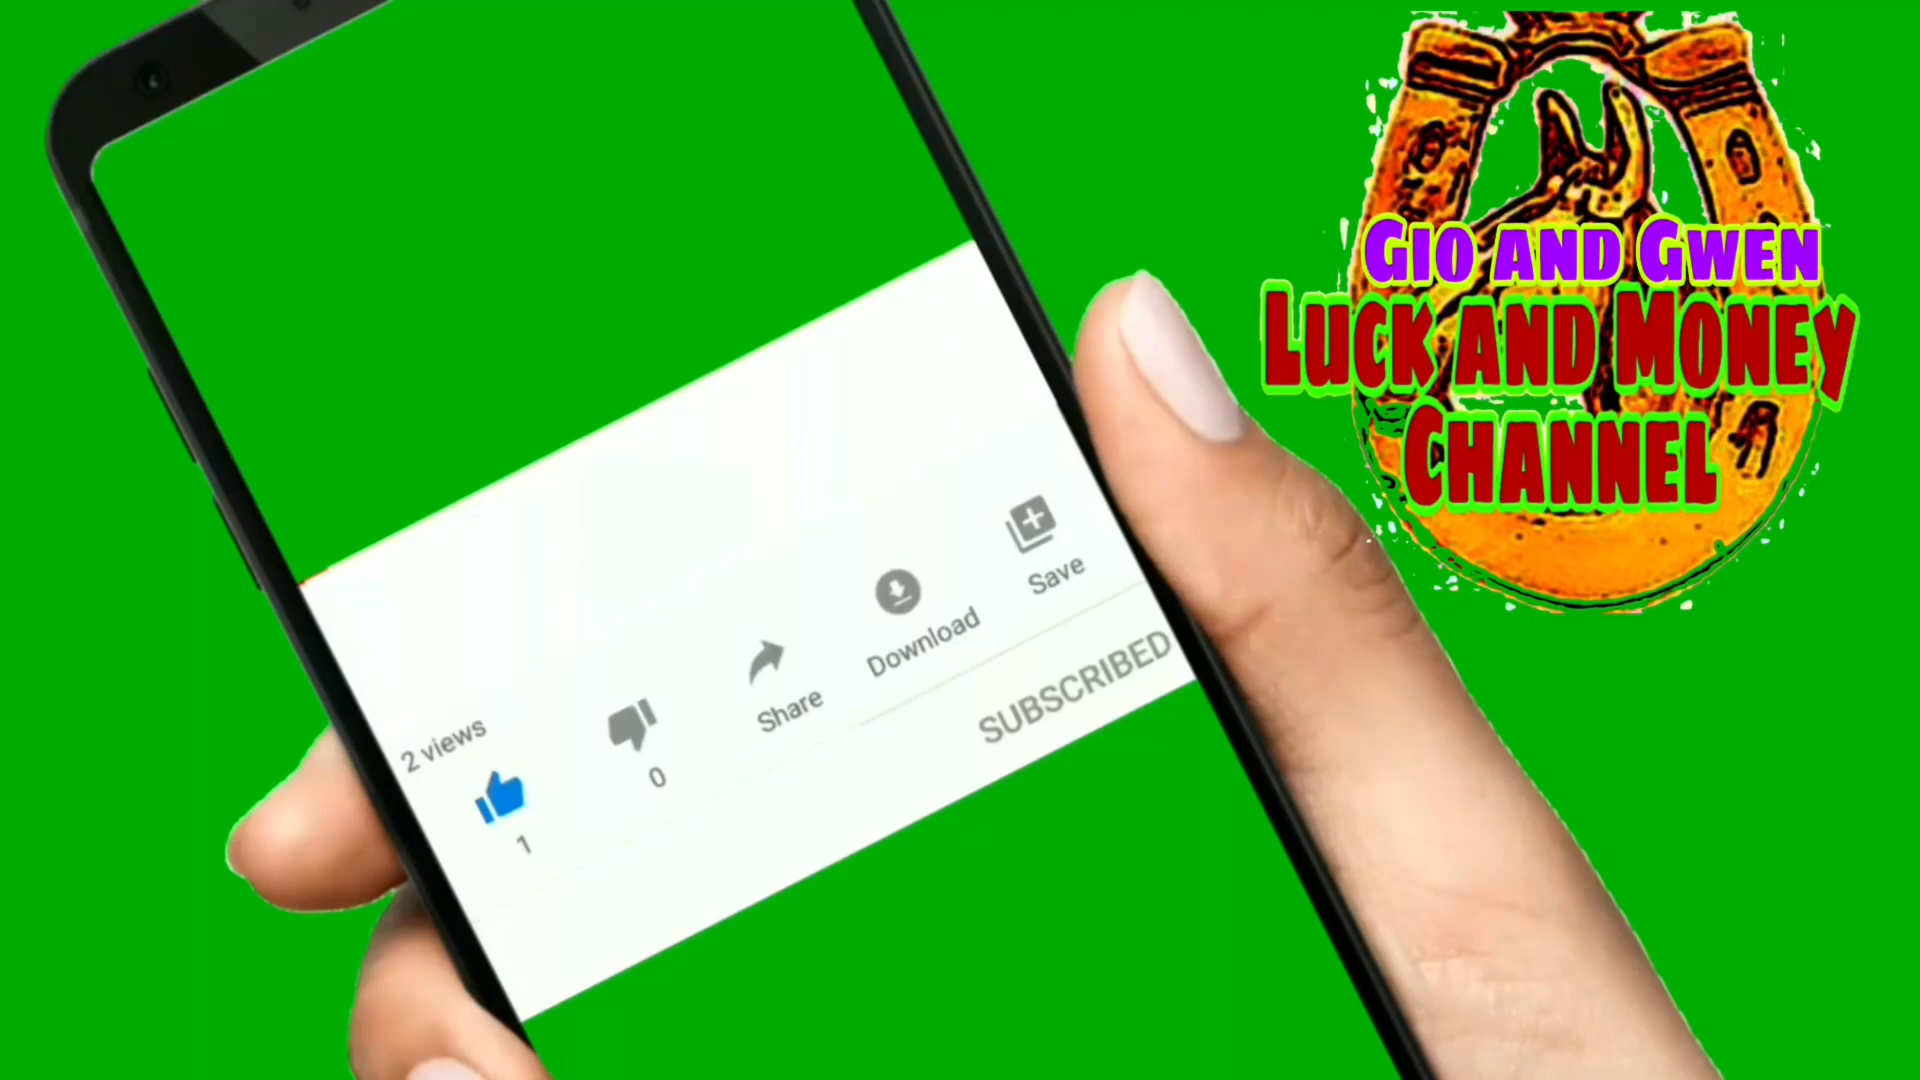 Gio and Gwen
Luck and Money
Channel
2 views
1
0
Share
Download
Save
SUBSCRIBED